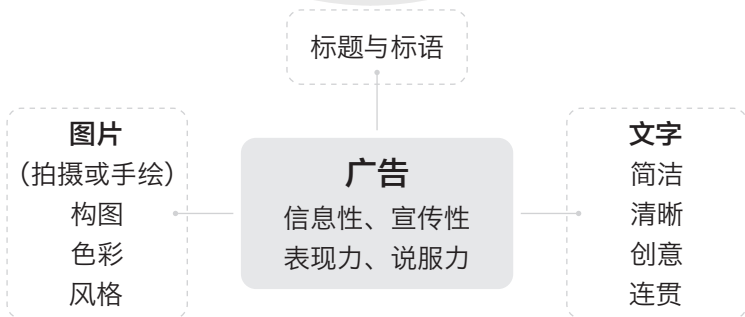 标题与标语
图片
（拍摄或手绘）
构图
色彩
风格
广告
信息性、宣传性
表现力、说服力
文字
简洁
清晰
创意
连贯